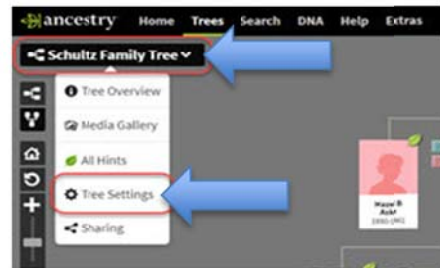 ancestry Home Trees Search DNA Help Extras
Schultz Family Tree
Tree Overview
Media Gallery
All Hints
Tree Settings
Sharing